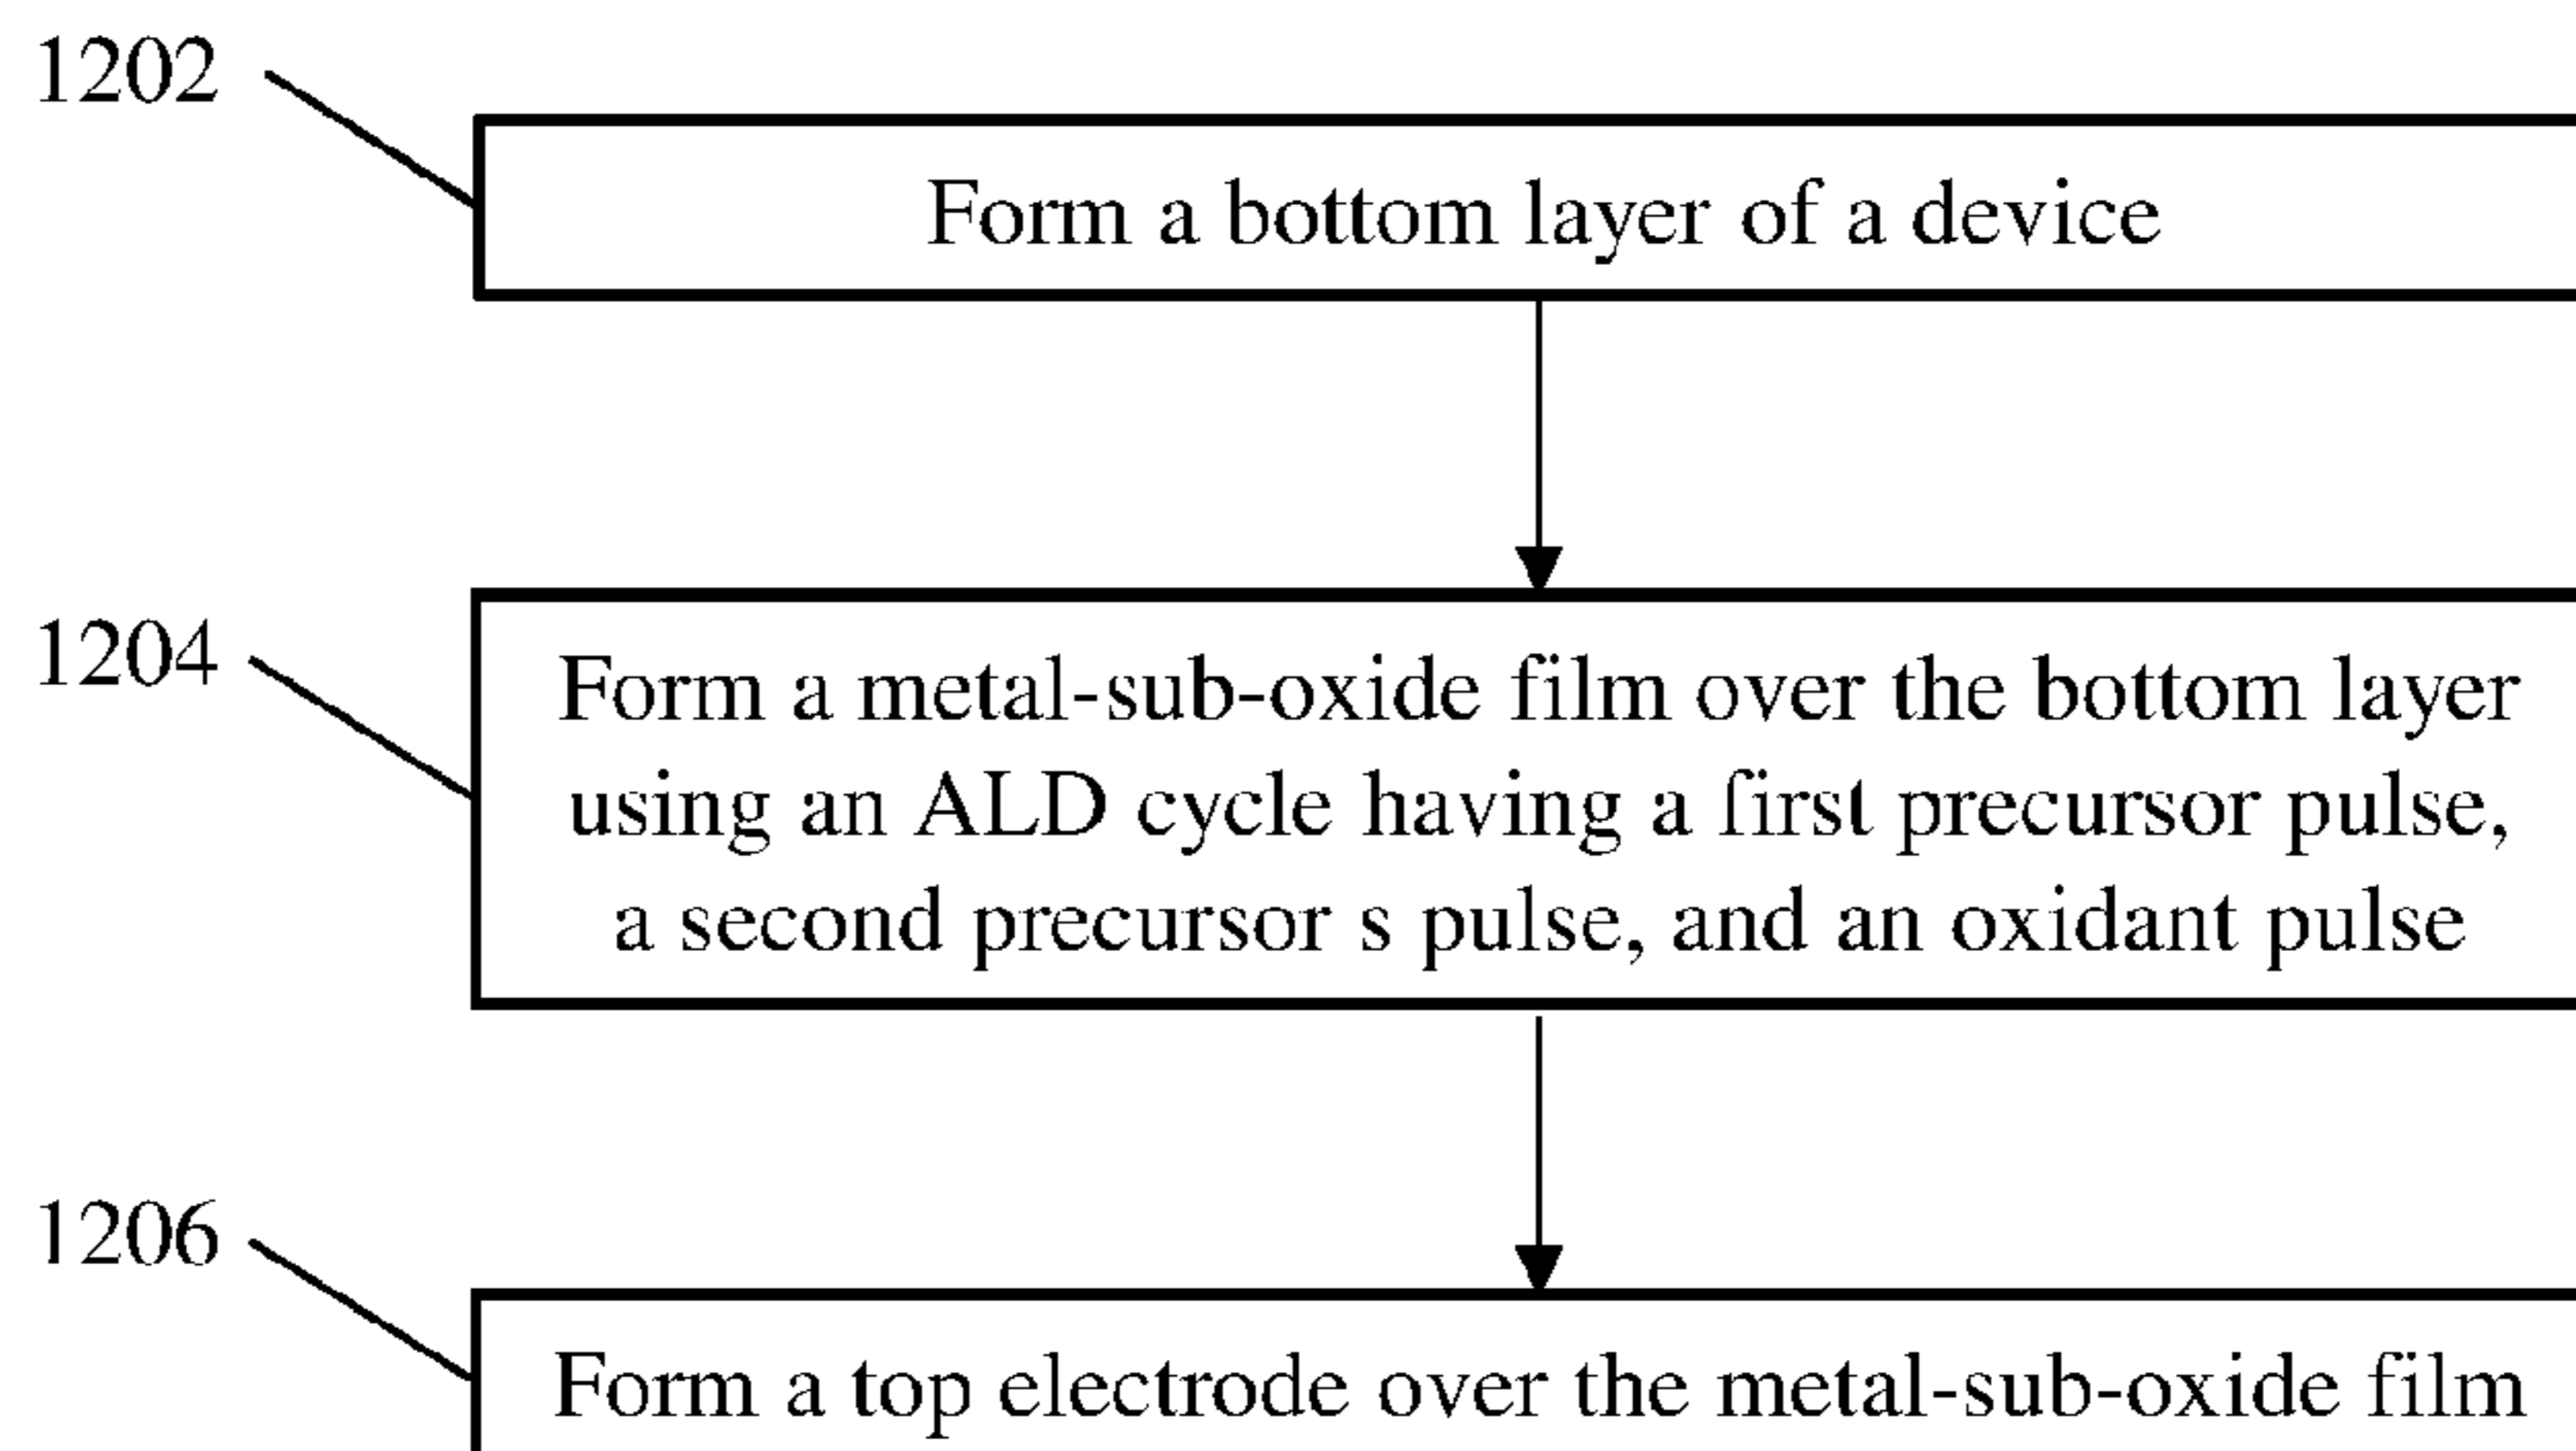 1202
Form a bottom layer of a device
1204
Form a metal-sub-oxide film over the bottom layer
using an ALD cycle having a first precursor pulse,
a second precursor s pulse, and an oxidant pulse
1206
Form a top electrode over the metal-sub-oxide film